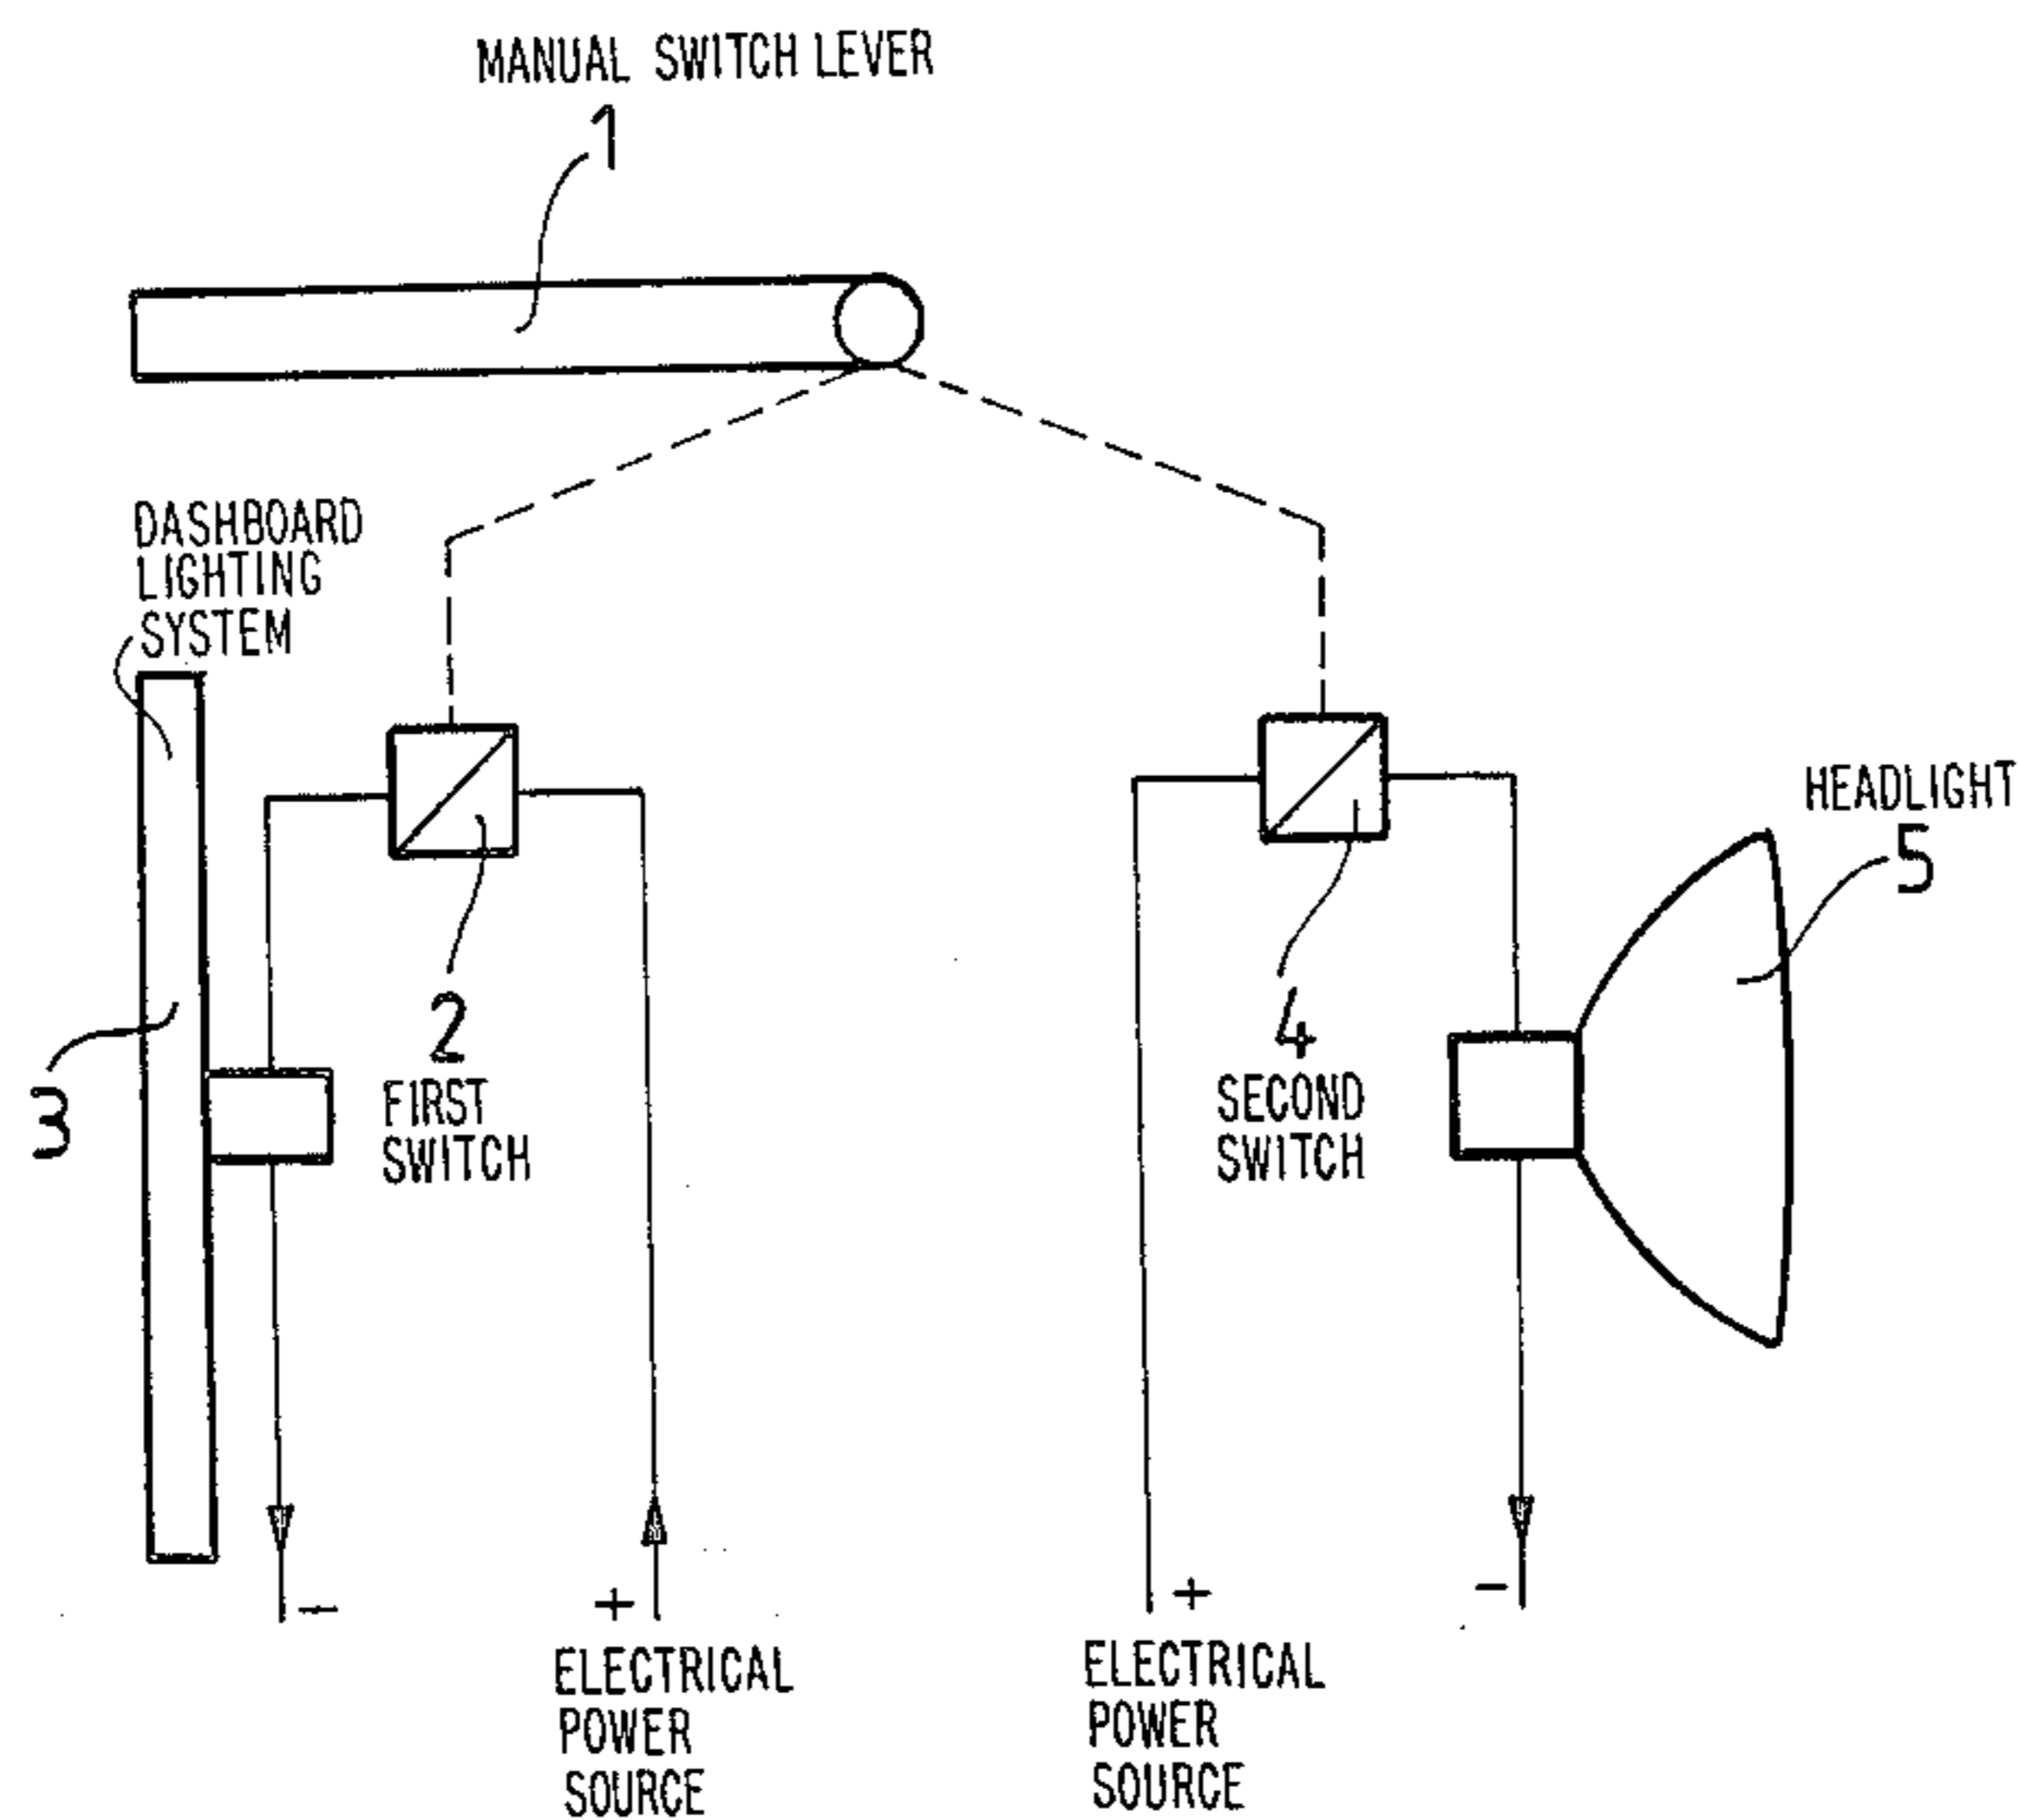 MANUAL SWITCH LEVER
1
DASHBOARD
LIGHTING
SYSTEM
HEADLIGHT
5
3
2
FIRST
SWITCH
4
SECOND
SWITCH
-
+
ELECTRICAL
POWER
SOURCE
+
-
ELECTRICAL
POWER
SOURCE